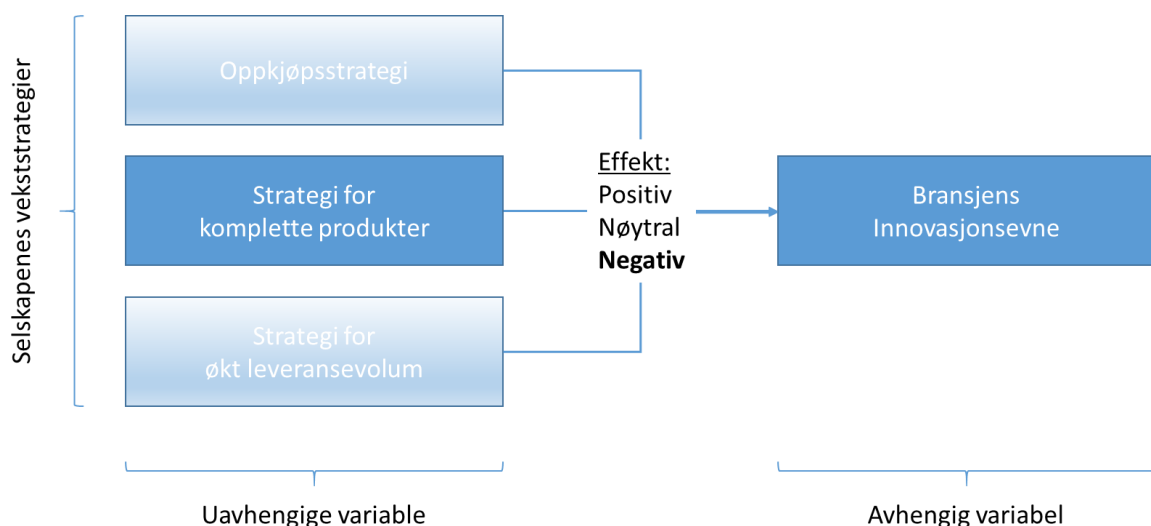 Selskapenes vekststrategier
Oppkjøpsstrategi
Strategi for
komplette produkter
Strategi for
økt leveransevolum
Effekt:
Positiv
Nøytral
Negativ
Bransjens
Innovasjonsevne
Uavhengige variable
Avhengig variabel